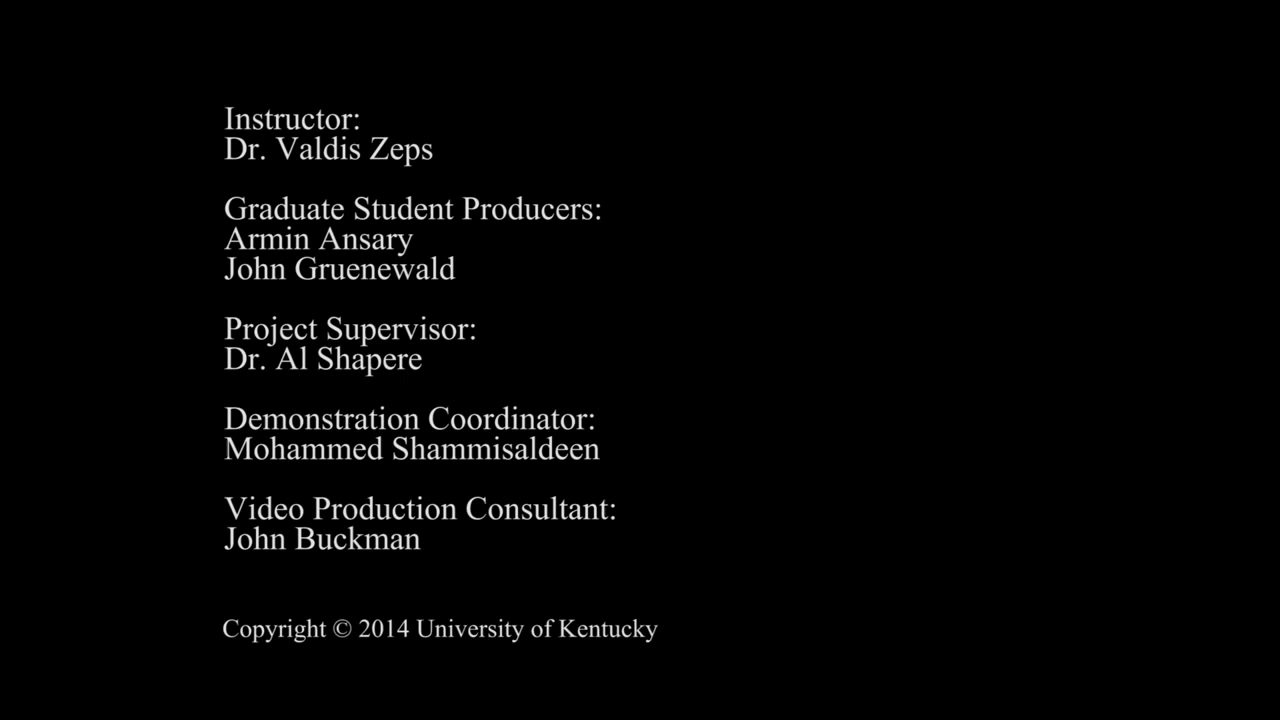 Instructor:
Dr. Valdis Zeps
Graduate Student Producers:
Armin Ansary
John Gruenewald
Project Supervisor:
Dr. Al Shapere
Demonstration Coordinator:
Mohammed Shammisaldeen
Video Production Consultant:
John Buckman
Copyright © 2014 University of Kentucky